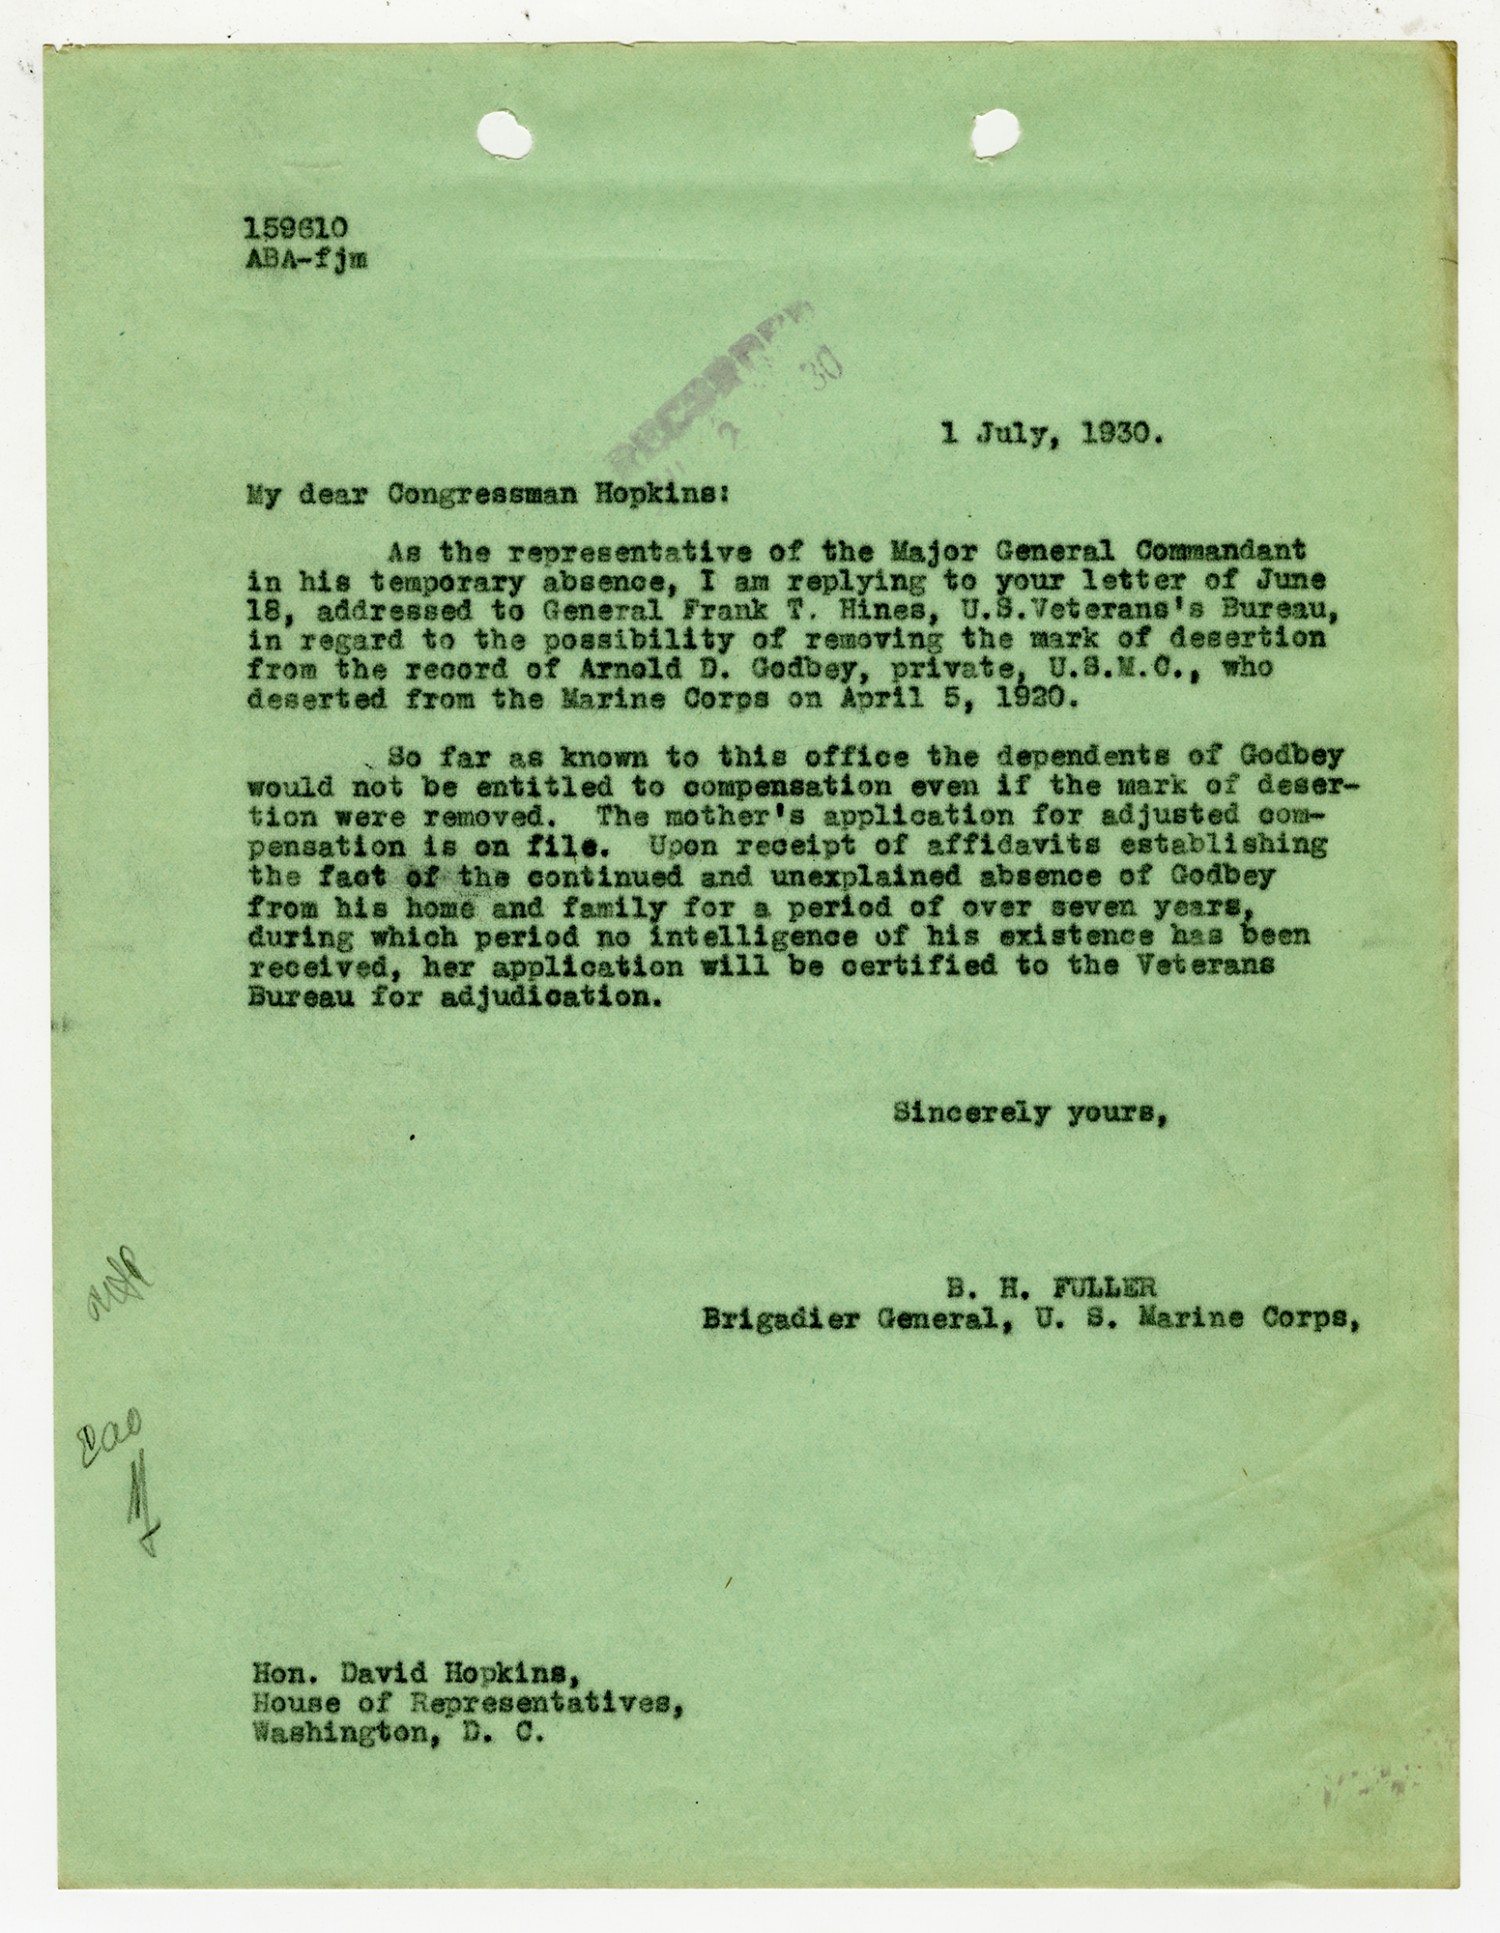 159610
ABA-fjm
30
1 July, 1930.
My dear Congressman Hopkins:
As the representative of the Major General Commandant
in his temporary absence, I am replying to your letter of June
18, addressed to General Frank T. Hines, U.S.Veterans's Bureau,
in regard to the possibility of removing the mark of desertion
from the record of Arnold D. Godbey, private, U.S.M.C., who
deserted from the Marine Corps on April 5, 1920.
So far as known to this office the dependents of Godbey
would not be entitled to compensation even if the mark of deser-
tion were removed. The mother's application for adjusted com-
pensation is on file. Upon receipt of affidavits establishing
the fact of the continued and unexplained absence of Godbey
from his home and family for a period of over seven years,
during which period no intelligence of his existence has been
received, her application will be certified to the Veterans
Bureau for adjudication.
Sincerely yours,
B. H. FULLER
Brigadier General, U. S. Marine Corps,
Hon. David Hopkins,
House of Representatives,
Washington, D. C.